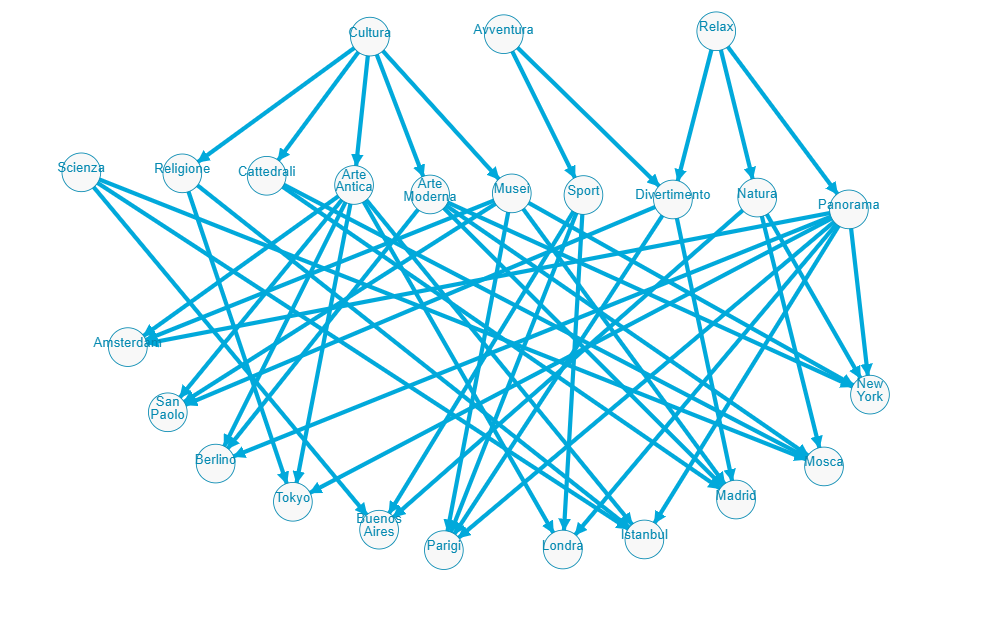 Cultura
Avventura
Relax
Scienza
Religione
Cattedrali
Arte
Antica
Arte
Moderna
Musei
Sport
Divertimento
Natura
Panorama
Amsterdam
San
Paolo
Berlino
Tokyo
Buenos
Aires
Parigi
Londra
Istanbul
Madrid
Mosca
New
York